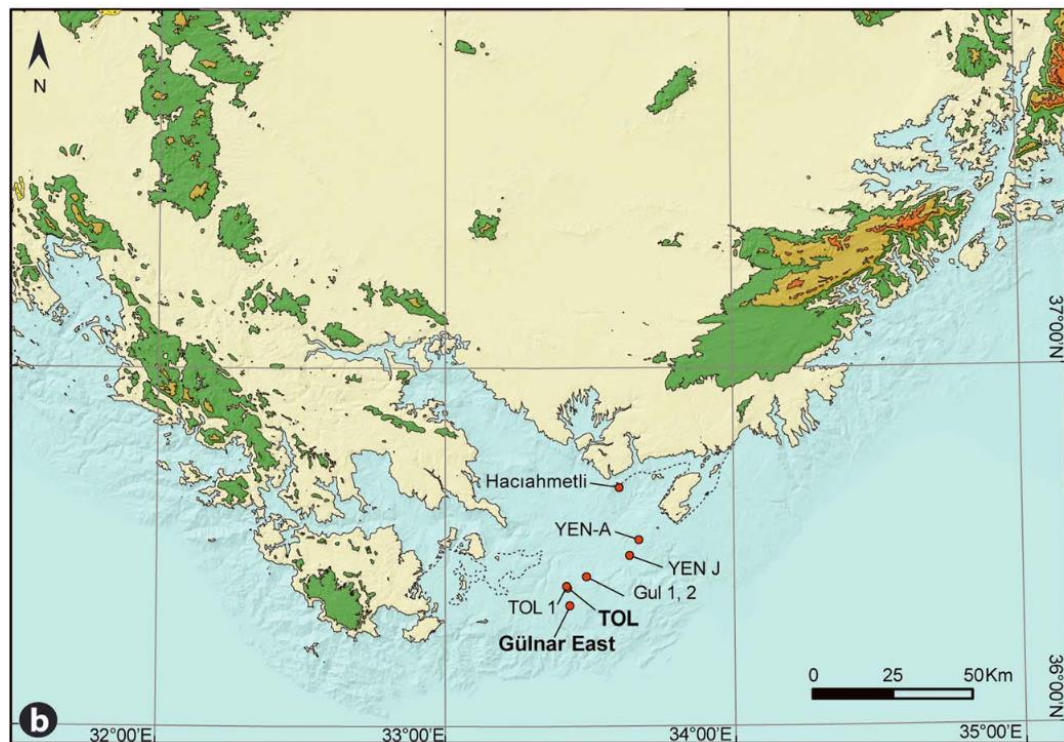 N
37°00'N
Hacıahmetli
YEN-A
YEN J
Gul 1, 2
TOL 1
TOL
Gülnar East
36°00'N
0 25 50Km
b
32°00'E 33°00'E 34°00'E 35°00'E